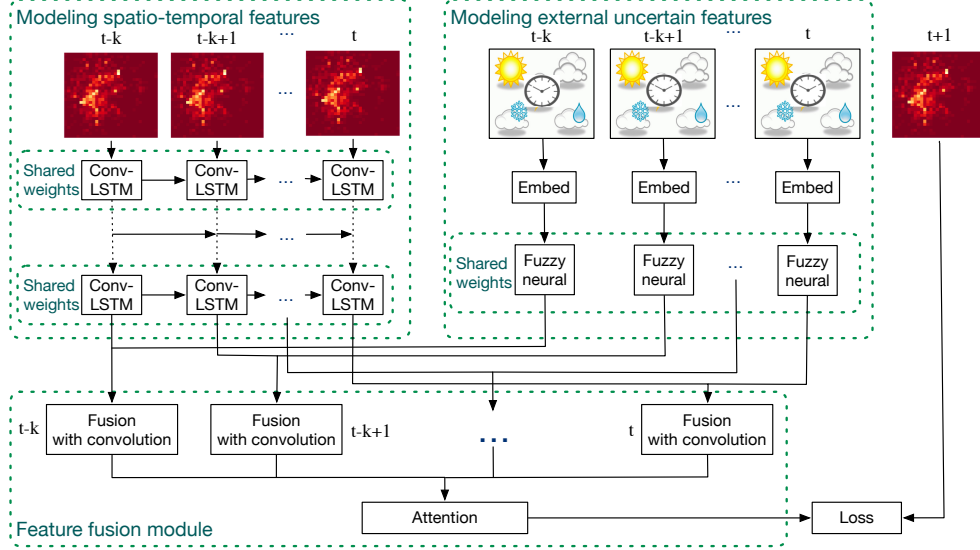 Modeling spatio-temporal features
t-k
t-k+1
...
t
Shared
weights
Conv-
LSTM
Conv-
LSTM
...
Conv-
LSTM
...
Shared
weights
Conv-
LSTM
Conv-
LSTM
...
Conv-
LSTM
Modeling external uncertain features
t-k
t-k+1
...
t
Embed
Embed
...
Embed
Shared
weights
Fuzzy
neural
Fuzzy
neural
...
Fuzzy
neural
t+1
t-k
Fusion
with convolution
Fusion
with convolution
t-k+1
...
t
Fusion
with convolution
Attention
Loss
Feature fusion module